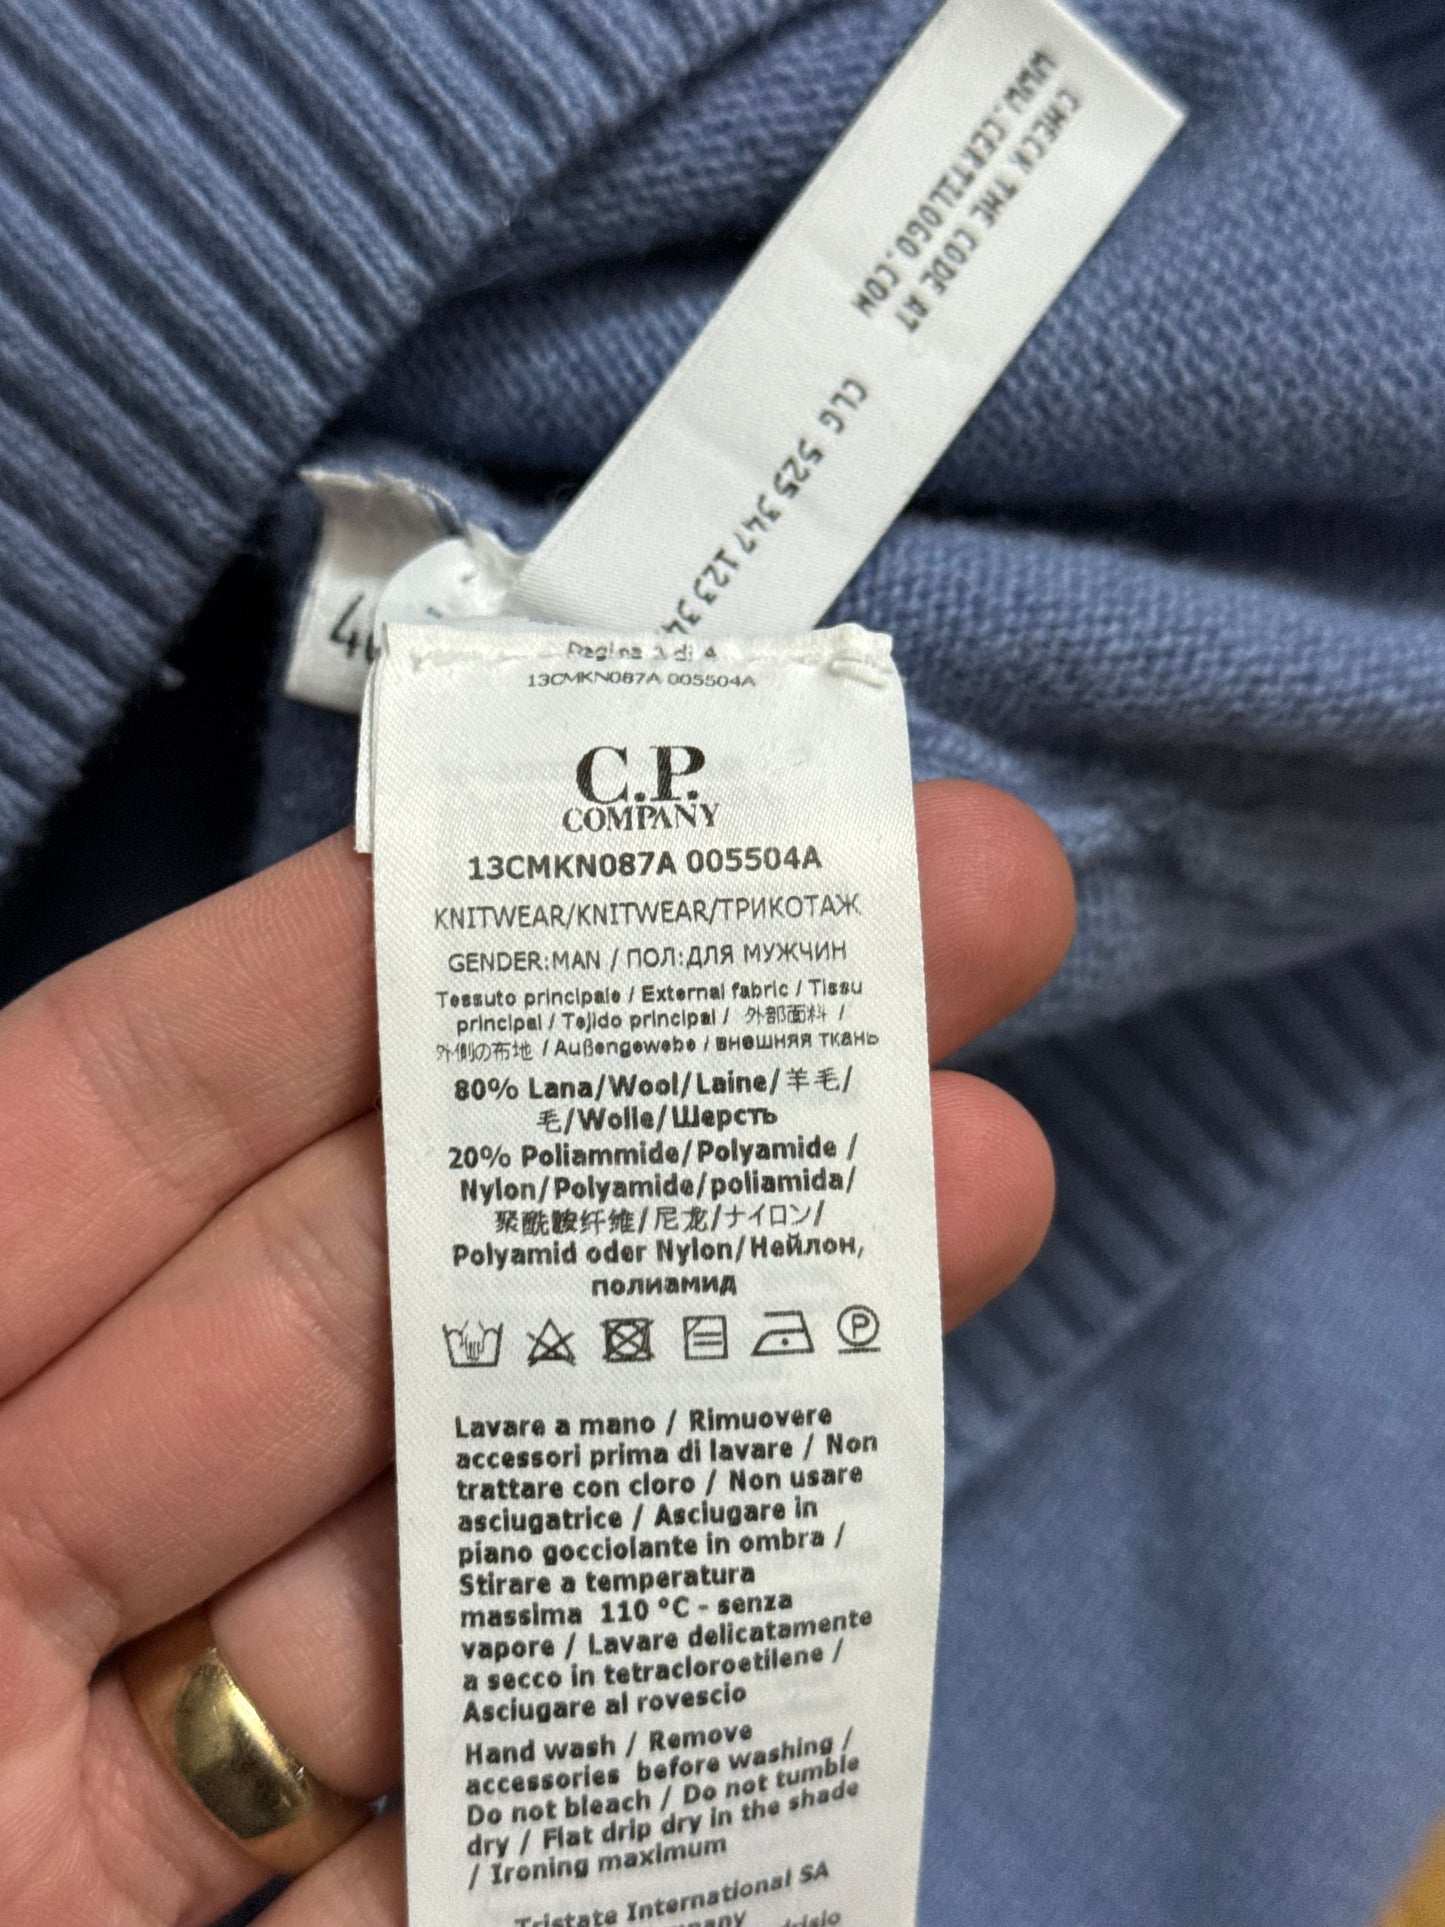 CHECK THE CODE AT
WWW.CERTILOGO.COM
CLG 525 347 123 34
Pagina 3 di 4
13CMKN087A 005504A
C.P.
COMPANY
13CMKN087A 005504A
KNITWEAR/KNITWEAR/ТРИКОТАЖ
GENDER:MAN / ПОЛ:ДЛЯ МУЖЧИН
Tessuto principale / External fabric / Tissu
principal / Tejido principal / 外部面料 /
外側の布地 / Außengewebe / внешняя ткань
80% Lana/Wool/Laine/羊毛/
毛/Wolle/Шерсть
20% Poliammide/Polyamide /
Nylon/Polyamide/poliamida/
聚酰胺纤维/尼龙/ナイロン/
Polyamid oder Nylon/Нейлон,
полиамид
P
Lavare a mano / Rimuovere
accessori prima di lavare / Non
trattare con cloro / Non usare
asciugatrice / Asciugare in
piano gocciolante in ombra /
Stirare a temperatura
massima 110 °C - senza
vapore / Lavare delicatamente
a secco in tetracloroetilene /
Asciugare al rovescio
Hand wash / Remove
accessories before washing /
Do not bleach / Do not tumble
dry / Flat drip dry in the shade
/ Ironing maximum
Tristate International SA